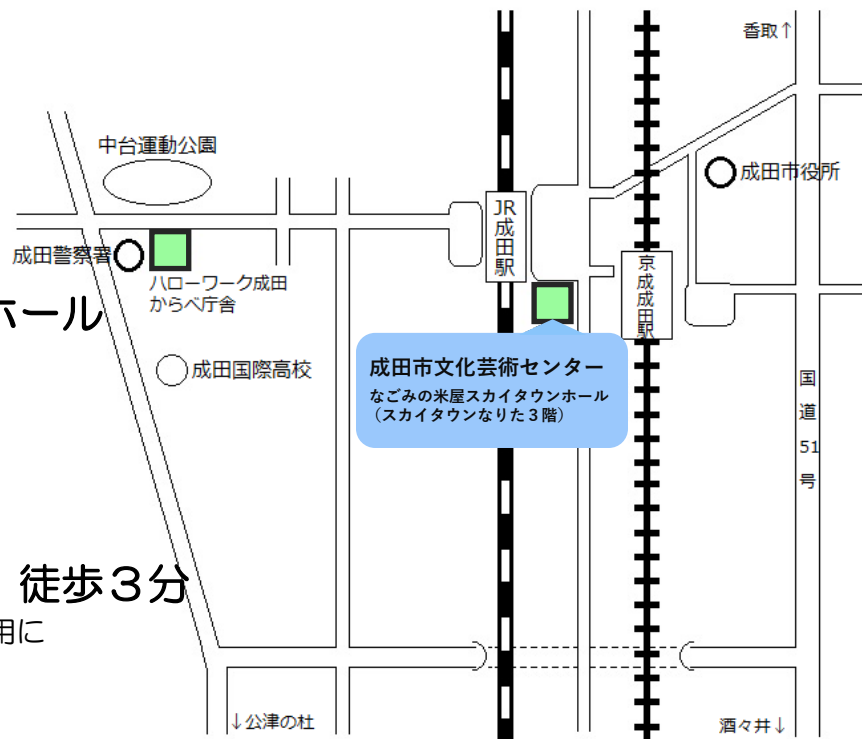 香取↑
中台運動公園
成田市役所
JR成田駅
成田警察署
ハローワーク成田
からべ庁舎
京成成田駅
ホール
成田市文化芸術センター
なごみの米屋スカイタウンホール
（スカイタウンなりた３階）
成田国際高校
国道51号
徒歩３分
用に
↓公津の杜
酒々井↓